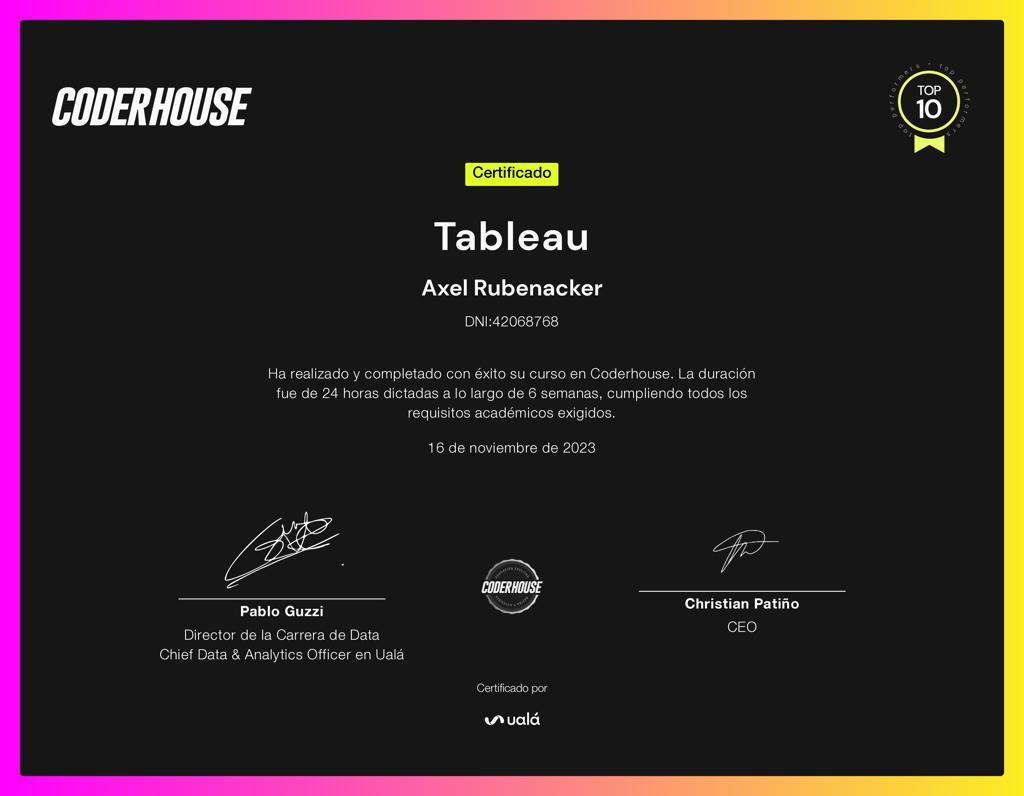 CODERHOUSE
top performers • top performers
TOP
10
Certificado
Tableau
Axel Rubenacker
DNI:42068768
Ha realizado y completado con éxito su curso en Coderhouse. La duración
fue de 24 horas dictadas a lo largo de 6 semanas, cumpliendo todos los
requisitos académicos exigidos.
16 de noviembre de 2023
CODERHOUSE
Pablo Guzzi
Director de la Carrera de Data
Chief Data & Analytics Officer en Ualá
Christian Patiño
CEO
Certificado por
ualá